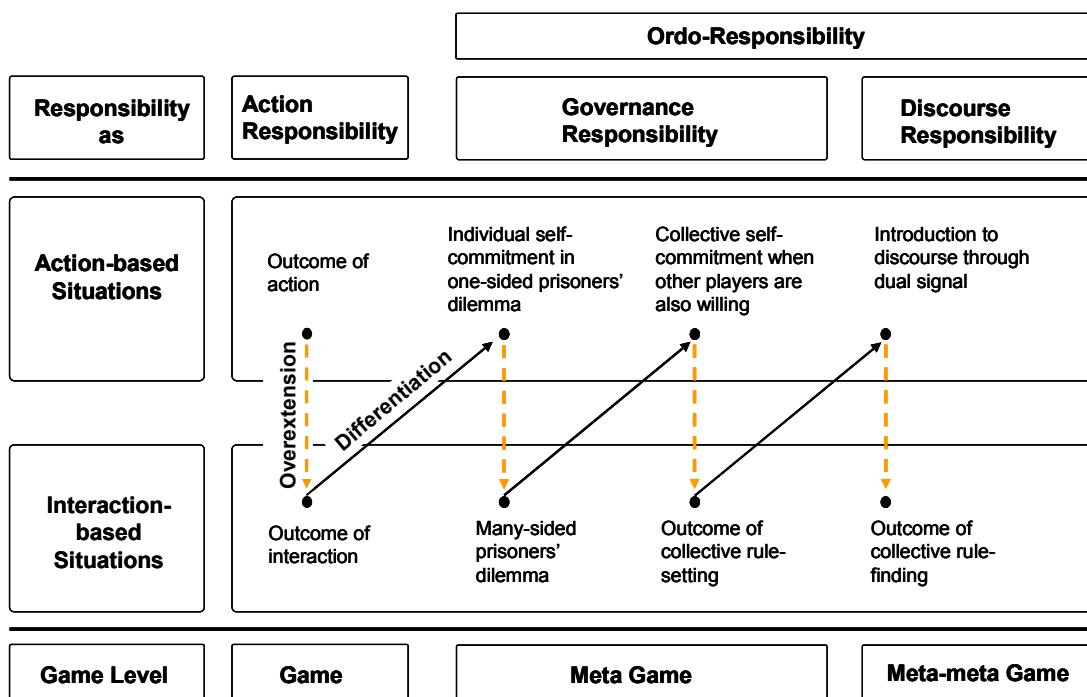 Ordo-Responsibility
Responsibility
as
Action
Responsibility
Governance
Responsibility
Discourse
Responsibility
Action-based
Situations
Outcome of
action
Individual self-
commitment in
one-sided prisoners’
dilemma
Collective self-
commitment when
other players are
also willing
Introduction to
discourse through
dual signal
Overextension
Differentiation
Interaction-
based
Situations
Outcome of
interaction
Many-sided
prisoners’
dilemma
Outcome of
collective rule-
setting
Outcome of
collective rule-
finding
Game Level
Game
Meta Game
Meta-meta Game